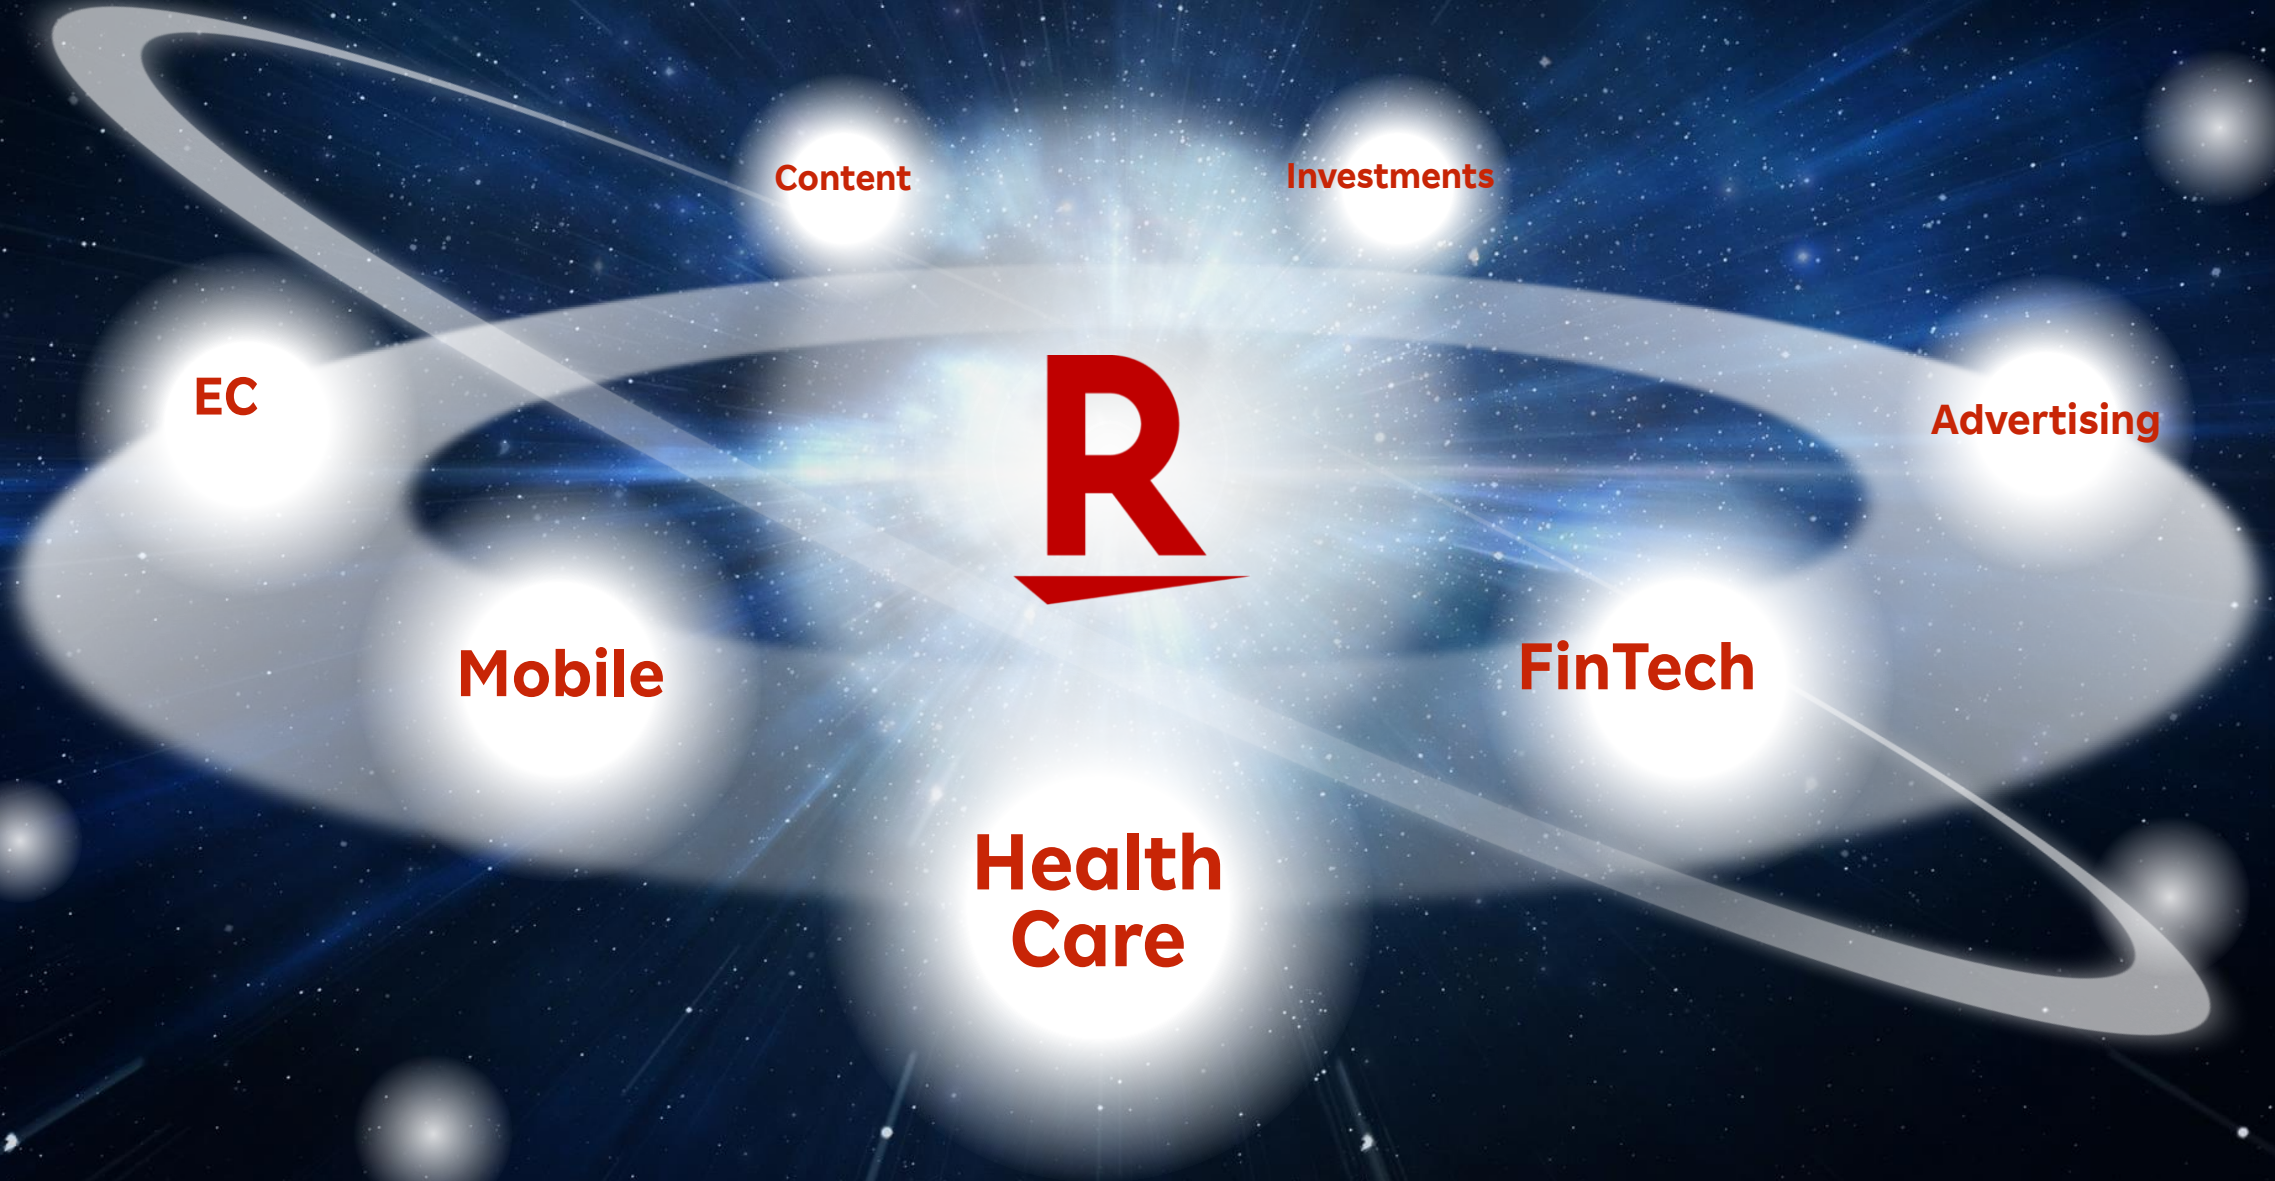 Content
Investments
EC
R
Advertising
Mobile
FinTech
Health
Care